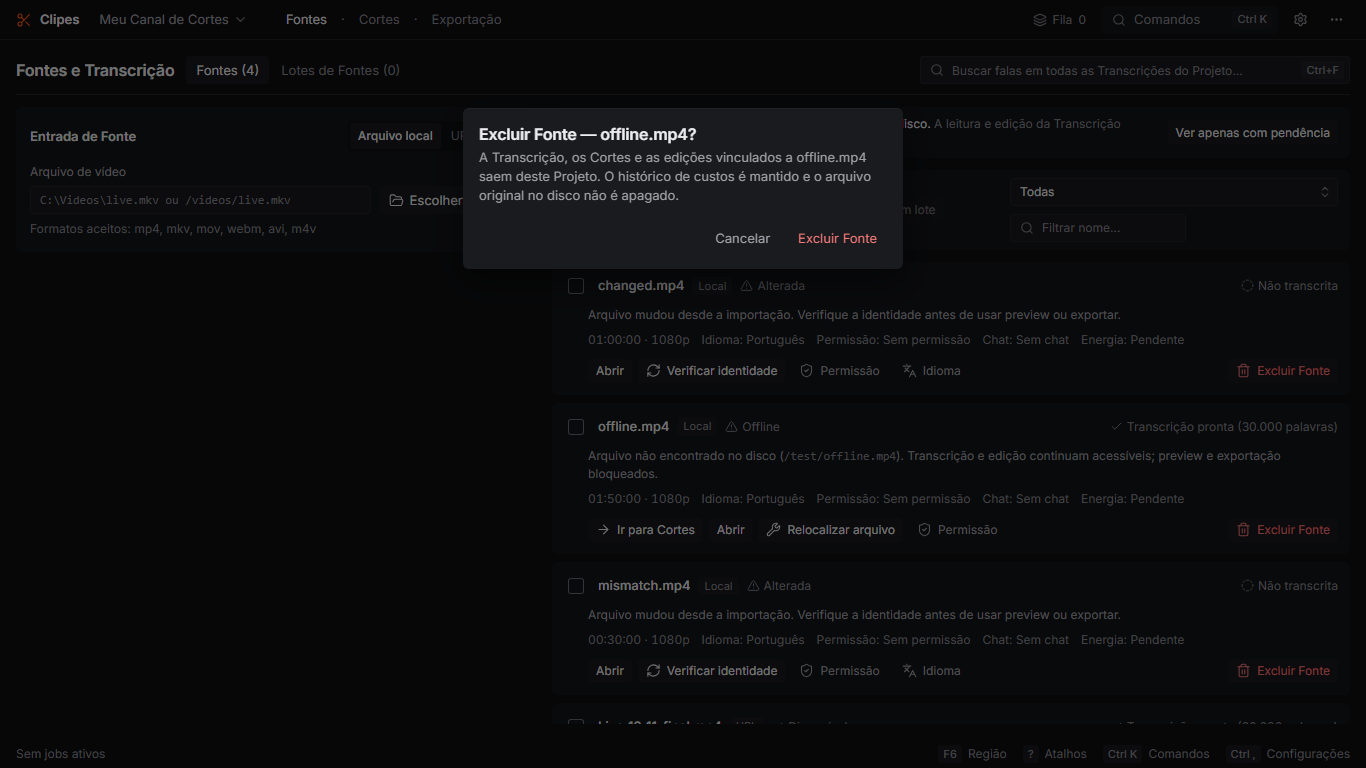 Clipes
Meu Canal de Cortes
Fontes · Cortes · Exportação
Fila 0
Comandos Ctrl K
Fontes e Transcrição
Fontes (4)
Lotes de Fontes (0)
Buscar falas em todas as Transcrições do Projeto... Ctrl+F
Entrada de Fonte
Arquivo local
Arquivo de vídeo
C:\Videos\live.mkv ou /videos/live.mkv
Escolher
Formatos aceitos: mp4, mkv, mov, webm, avi, m4v
Excluir Fonte — offline.mp4?
A Transcrição, os Cortes e as edições vinculados a offline.mp4
saem deste Projeto. O histórico de custos é mantido e o arquivo
original no disco não é apagado.
Cancelar
Excluir Fonte
isco. A leitura e edição da Transcrição
Ver apenas com pendência
Todas
m lote
Filtrar nome...
changed.mp4 Local Alterada Não transcrita
Arquivo mudou desde a importação. Verifique a identidade antes de usar preview ou exportar.
01:00:00 · 1080p Idioma: Português Permissão: Sem permissão Chat: Sem chat Energia: Pendente
Abrir Verificar identidade Permissão Idioma Excluir Fonte
offline.mp4 Local Offline Transcrição pronta (30.000 palavras)
Arquivo não encontrado no disco (/test/offline.mp4). Transcrição e edição continuam acessíveis; preview e exportação
bloqueados.
01:50:00 · 1080p Idioma: Português Permissão: Sem permissão Chat: Sem chat Energia: Pendente
Ir para Cortes Abrir Relocalizar arquivo Permissão Excluir Fonte
mismatch.mp4 Local Alterada Não transcrita
Arquivo mudou desde a importação. Verifique a identidade antes de usar preview ou exportar.
00:30:00 · 1080p Idioma: Português Permissão: Sem permissão Chat: Sem chat Energia: Pendente
Abrir Verificar identidade Permissão Idioma Excluir Fonte
Sem jobs ativos
F6 Região ? Atalhos Ctrl K Comandos Ctrl , Configurações